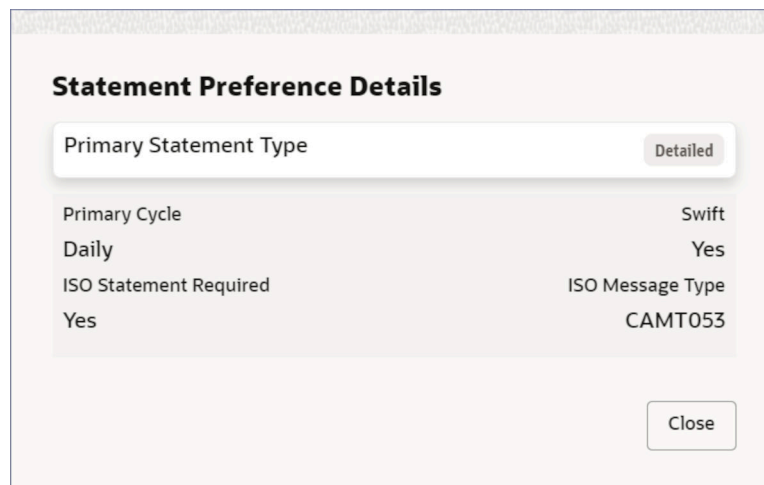 Statement Preference Details
Primary Statement Type Detailed
Primary Cycle Swift
Daily Yes
ISO Statement Required ISO Message Type
Yes CAMT053
Close